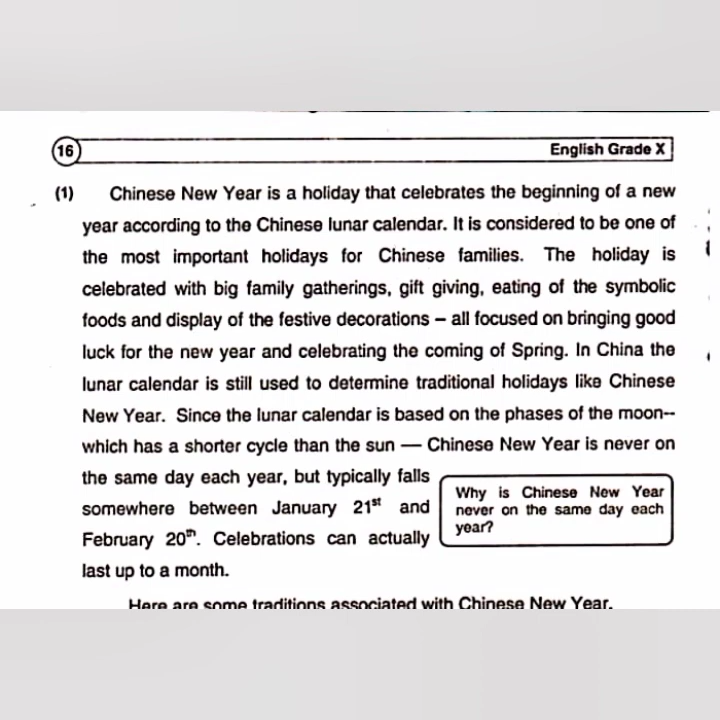 16
English Grade X
(1) Chinese New Year is a holiday that celebrates the beginning of a new
year according to the Chinese lunar calendar. It is considered to be one of
the most important holidays for Chinese families. The holiday is
celebrated with big family gatherings, gift giving, eating of the symbolic
foods and display of the festive decorations – all focused on bringing good
luck for the new year and celebrating the coming of Spring. In China the
lunar calendar is still used to determine traditional holidays like Chinese
New Year. Since the lunar calendar is based on the phases of the moon--
which has a shorter cycle than the sun — Chinese New Year is never on
the same day each year, but typically falls
somewhere between January 21st and
February 20th. Celebrations can actually
last up to a month.
Why is Chinese New Year
never on the same day each
year?
Here are some traditions associated with Chinese New Year.